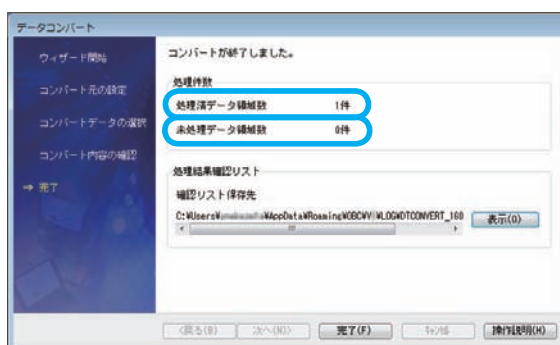 データコンバート
ウィザード開始
コンバート元の設定
コンバートデータの選択
コンバート内容の確認
⇒ 完了
コンバートが終了しました。
処理件数
処理済データ領域数 1件
未処理データ領域数 0件
処理結果確認リスト
確認リスト保存先
C:¥Users¥ ¥AppData¥Roaming¥OBC¥V ¥LOG¥DTCONVERT_160
表示(O)
<戻る(B)
次へ(N)>
完了(F)
キャンセル
操作説明(H)